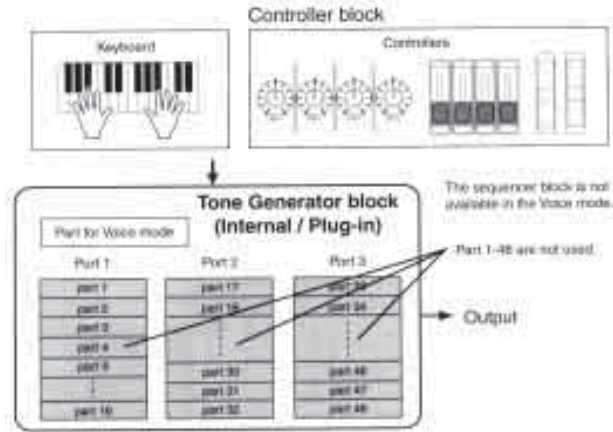 Controller block
Keyboard
Controllers
Tone Generator block
(Internal / Plug-in)
The sequencer block is not
available in the Voice mode.
Part for Voice mode
Part 1-48 are not used.
Port 1
Port 2
Port 3
part 1
part 2
part 3
part 4
part 5
part 16
part 17
part 18
part 30
part 31
part 32
part 33
part 34
part 46
part 47
part 48
Output